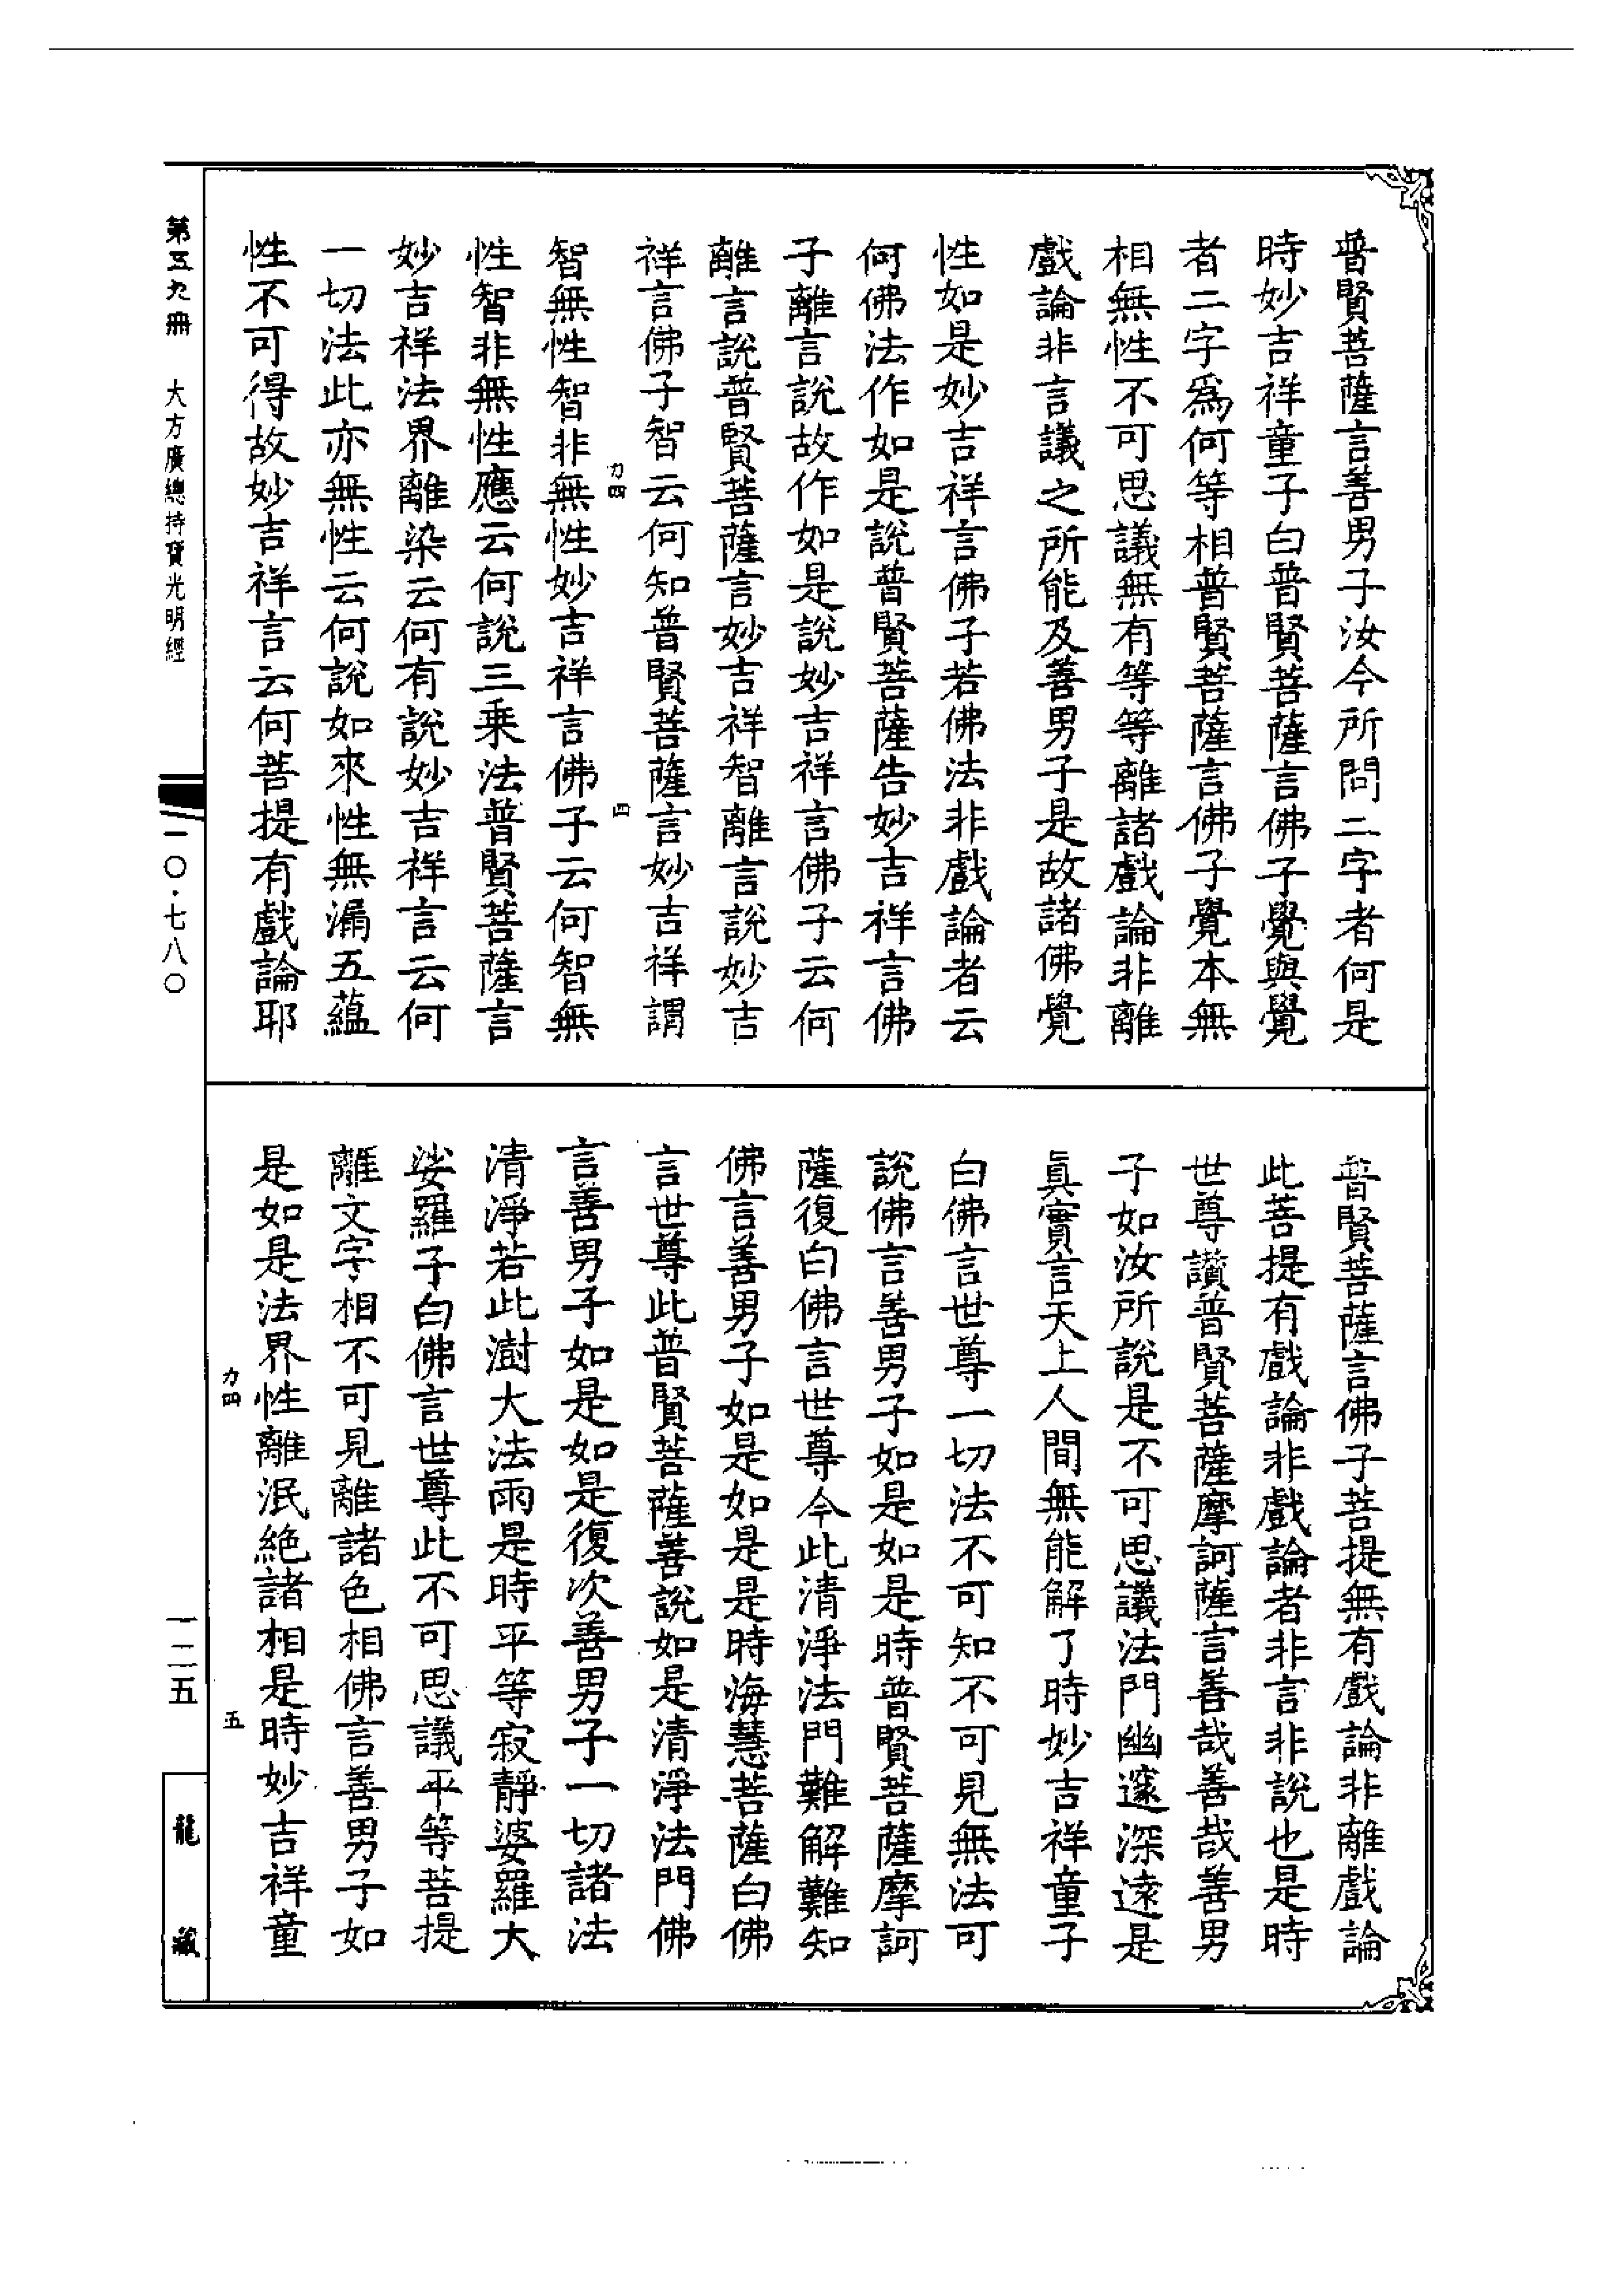 普賢菩薩言善男子汝今所問二字者何是
時妙吉祥童子白普賢菩薩言佛子覺與覺
者二字爲何等相普賢菩薩言佛子覺本無
相無性不可思議無有等等離諸戲論非離
戲論非言議之所能及善男子是故諸佛覺
性如是妙吉祥言佛子若佛法非戲論者云
何佛法作如是說普賢菩薩告妙吉祥言佛
子離言說故作如是說妙吉祥言佛子云何
離言說普賢菩薩言妙吉祥智離言說妙吉
祥言佛子智云何知普賢菩薩言妙吉祥謂
力四
四
智無性智非無性妙吉祥言佛子云何智無
性智非無性應云何說三乘法普賢菩薩言
妙吉祥法界離染云何有說妙吉祥言云何
一切法此亦無性云何說如來性無漏五蘊
性不可得故妙吉祥言云何菩提有戲論耶
普賢菩薩言佛子菩提無有戲論非離戲論
此菩提有戲論非戲論者非言非說也是時
世尊讃普賢菩薩摩訶薩言善哉善哉善男
子如汝所說是不可思議法門幽邃深遠是
眞實言天上人間無能解了時妙吉祥童子
白佛言世尊一切法不可知不可見無法可
說佛言善男子如是如是時普賢菩薩摩訶
薩復白佛言世尊今此清淨法門難解難知
佛言善男子如是如是是時海慧菩薩白佛
言世尊此普賢菩薩善說如是清淨法門佛
言善男子如是如是復次善男子一切諸法
清淨若此澍大法雨是時平等寂靜婆羅大
娑羅子白佛言世尊此不可思議平等菩提
離文字相不可見離諸色相佛言善男子如
是如是法界性離泯絶諸相是時妙吉祥童
力四
五
第五九冊
大方廣總持寶光明經
一〇·七八〇
一二五
龍藏